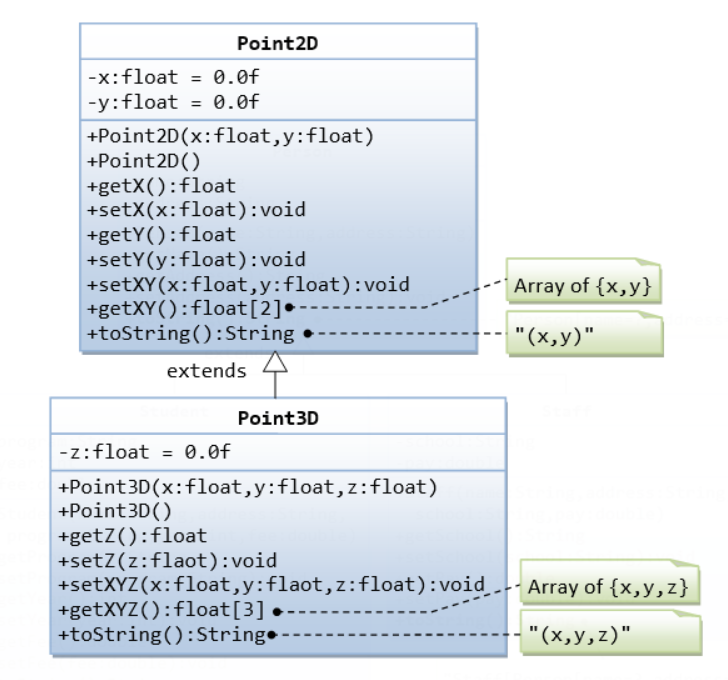 Point2D
-x:float = 0.0f
-y:float = 0.0f
+Point2D(x:float,y:float)
+Point2D()
+getX():float
+setX(x:float):void
+getY():float
+setY(y:float):void
+setXY(x:float,y:float):void
+getXY():float[2]
Array of {x,y}
+toString():String
"(x,y)"
extends
Point3D
-z:float = 0.0f
+Point3D(x:float,y:float,z:float)
+Point3D()
+getZ():float
+setZ(z:flaot):void
+setXYZ(x:float,y:flaot,z:float):void
+getXYZ():float[3]
Array of {x,y,z}
+toString():String
"(x,y,z)"